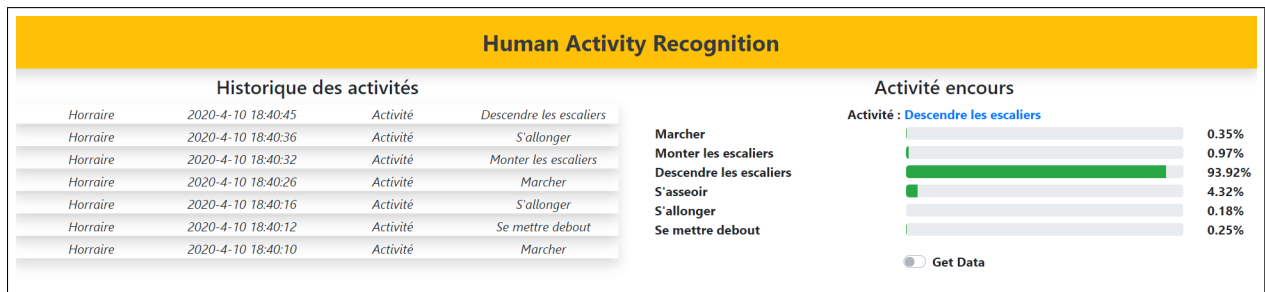 Human Activity Recognition
Historique des activités
Horraire 2020-4-10 18:40:45 Activité Descendre les escaliers
Horraire 2020-4-10 18:40:36 Activité S'allonger
Horraire 2020-4-10 18:40:32 Activité Monter les escaliers
Horraire 2020-4-10 18:40:26 Activité Marcher
Horraire 2020-4-10 18:40:16 Activité S'allonger
Horraire 2020-4-10 18:40:12 Activité Se mettre debout
Horraire 2020-4-10 18:40:10 Activité Marcher
Activité encours
Activité : Descendre les escaliers
Marcher 0.35%
Monter les escaliers 0.97%
Descendre les escaliers 93.92%
S'asseoir 4.32%
S'allonger 0.18%
Se mettre debout 0.25%
Get Data